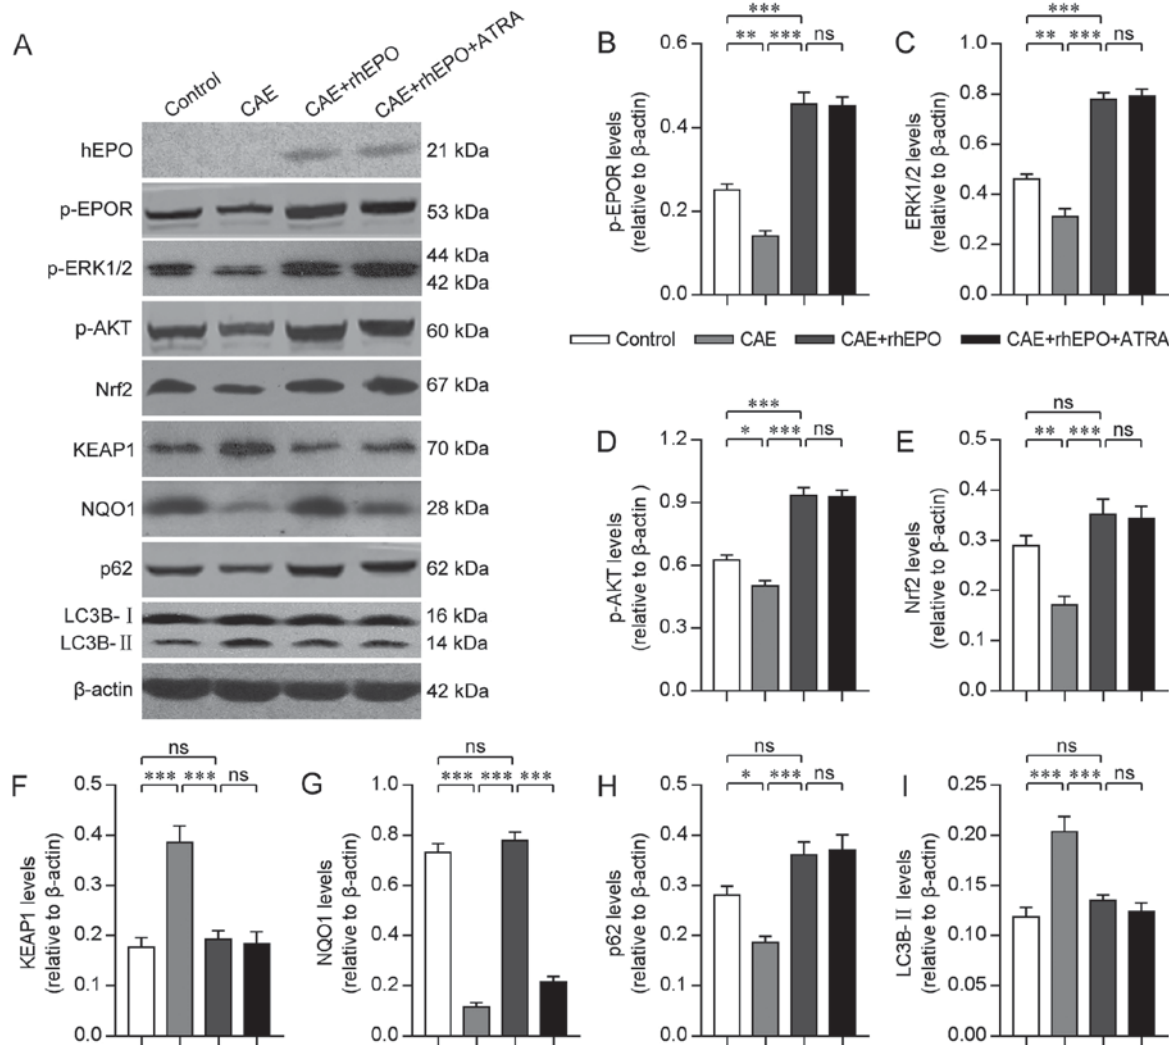 A
Control
CAE
CAE+rhEPO
CAE+rhEPO+ATRA
hEPO
21 kDa
p-EPOR
53 kDa
p-ERK1/2
44 kDa
42 kDa
p-AKT
60 kDa
Nrf2
67 kDa
KEAP1
70 kDa
NQO1
28 kDa
p62
62 kDa
LC3B-Ⅰ
16 kDa
LC3B-Ⅱ
14 kDa
β-actin
42 kDa
B
***
** *** ns
p-EPOR levels
(relative to β-actin)
0.6
0.4
0.2
0.0
C
***
** *** ns
ERK1/2 levels
(relative to β-actin)
1.0
0.8
0.6
0.4
0.2
0.0
Control CAE CAE+rhEPO CAE+rhEPO+ATRA
D
***
* *** ns
p-AKT levels
(relative to β-actin )
1.2
0.9
0.6
0.3
0.0
E
ns
** *** ns
Nrf2 levels
(relative to β-actin)
0.5
0.4
0.3
0.2
0.1
0.0
F
ns
*** *** ns
KEAP1 levels
(relative to β-actin)
0.5
0.4
0.3
0.2
0.1
0.0
G
ns
*** *** ***
NQO1 levels
(relative to β-actin)
1.0
0.8
0.6
0.4
0.2
0.0
H
ns
* *** ns
p62 levels
(relative to β-actin)
0.5
0.4
0.3
0.2
0.1
0.0
I
ns
*** *** ns
LC3B-Ⅱ levels
(relative to β-actin)
0.25
0.20
0.15
0.10
0.05
0.00